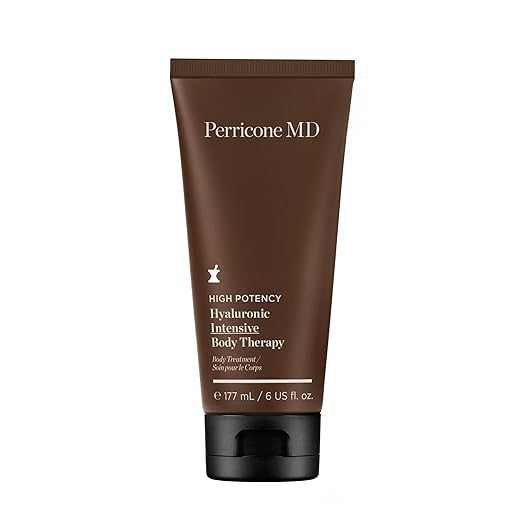 Perricone MD
HIGH POTENCY
Hyaluronic
Intensive
Body Therapy
Body Treatment /
Soin pour le Corps
℮ 177 mL / 6 US fl. oz.